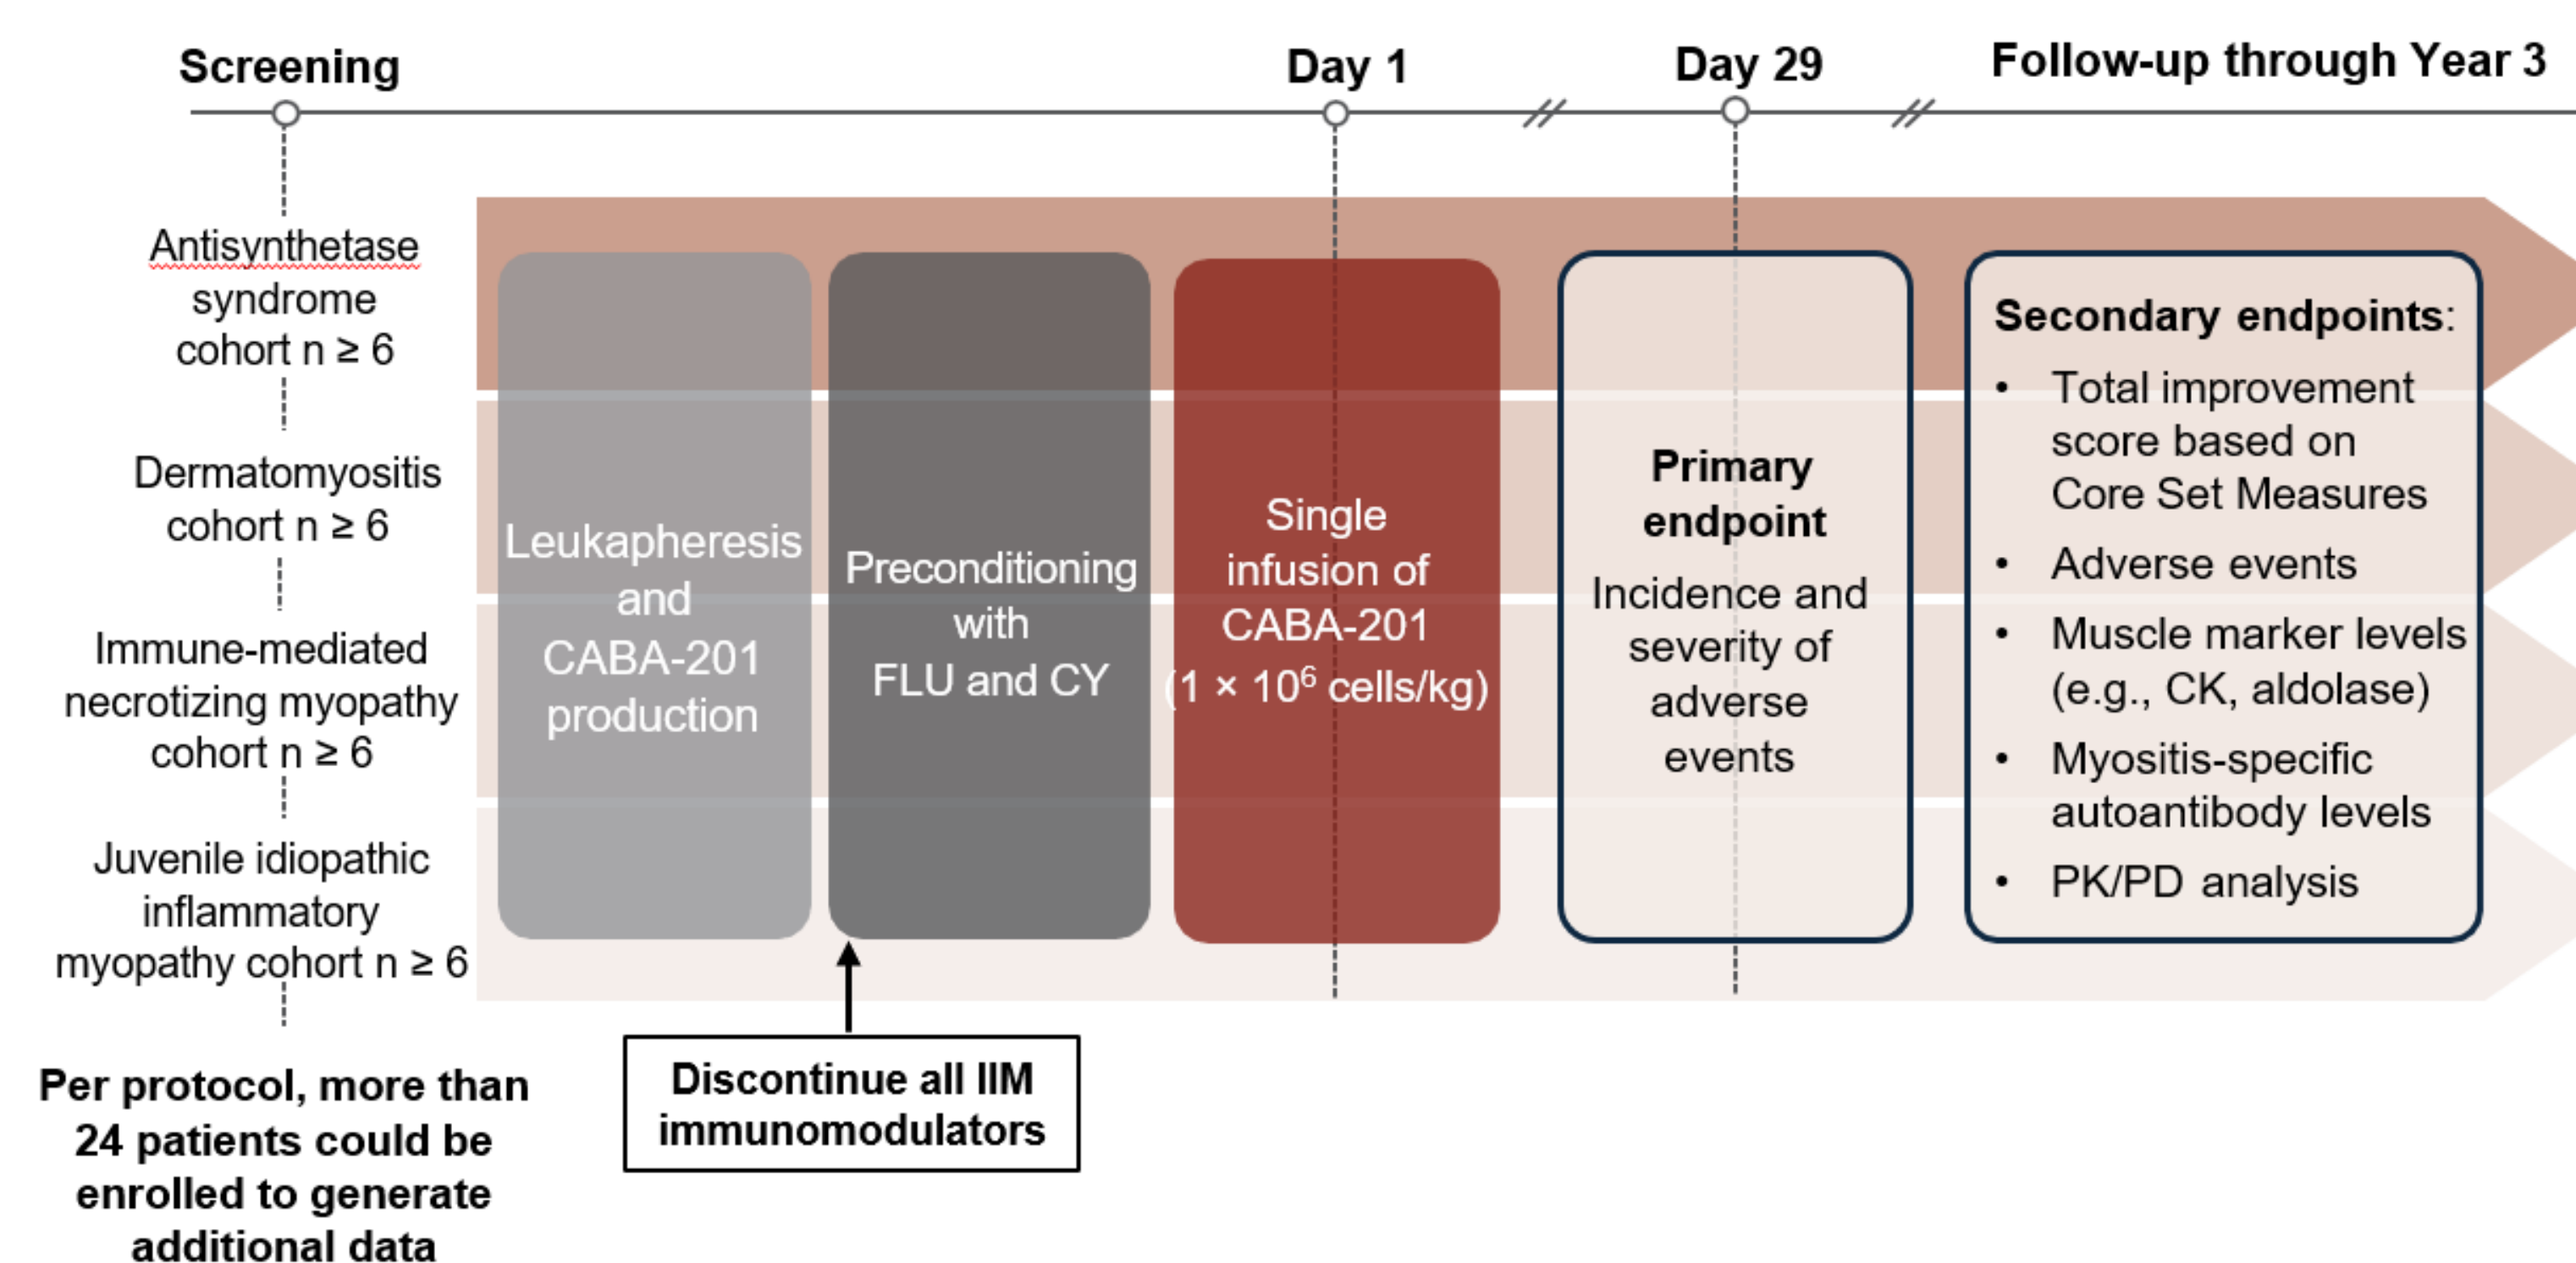 Screening
Day 1
Day 29
Follow-up through Year 3
Antisynthetase
syndrome
cohort n ≥ 6
Dermatomyositis
cohort n ≥ 6
Immune-mediated
necrotizing myopathy
cohort n ≥ 6
Juvenile idiopathic
inflammatory
myopathy cohort n ≥ 6
Per protocol, more than
24 patients could be
enrolled to generate
additional data
Leukapheresis
and
CABA-201
production
Preconditioning
with
FLU and CY
Discontinue all IIM
immunomodulators
Single
infusion of
CABA-201
(1 × 10⁶ cells/kg)
Primary
endpoint
Incidence and
severity of
adverse
events
Secondary endpoints:
• Total improvement
score based on
Core Set Measures
• Adverse events
• Muscle marker levels
(e.g., CK, aldolase)
• Myositis-specific
autoantibody levels
• PK/PD analysis